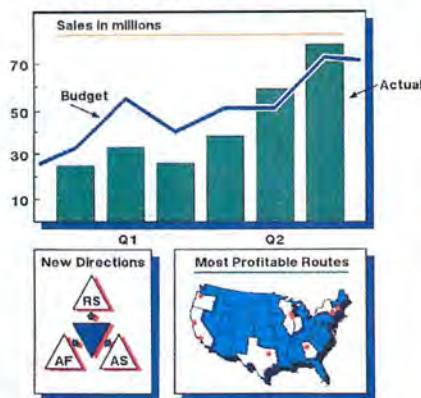 Sales in millions
70
50
30
10
Budget
Actual
Q1
Q2
New Directions
RS
AF
AS
Most Profitable Routes